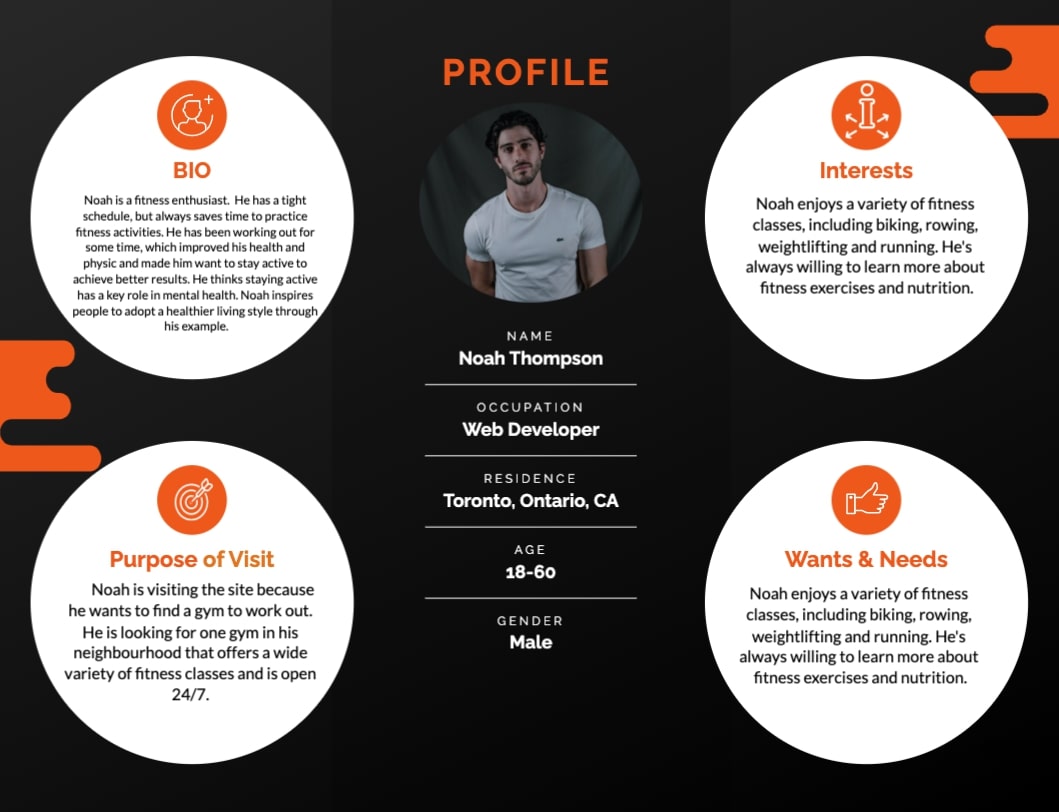 PROFILE
BIO
Noah is a fitness enthusiast. He has a tight
schedule, but always saves time to practice
fitness activities. He has been working out for
some time, which improved his health and
physic and made him want to stay active to
achieve better results. He thinks staying active
has a key role in mental health. Noah inspires
people to adopt a healthier living style through
his example.
Purpose of Visit
Noah is visiting the site because
he wants to find a gym to work out.
He is looking for one gym in his
neighbourhood that offers a wide
variety of fitness classes and is open
24/7.
NAME
Noah Thompson
OCCUPATION
Web Developer
RESIDENCE
Toronto, Ontario, CA
AGE
18-60
GENDER
Male
Interests
Noah enjoys a variety of fitness
classes, including biking, rowing,
weightlifting and running. He's
always willing to learn more about
fitness exercises and nutrition.
Wants & Needs
Noah enjoys a variety of fitness
classes, including biking, rowing,
weightlifting and running. He's
always willing to learn more about
fitness exercises and nutrition.